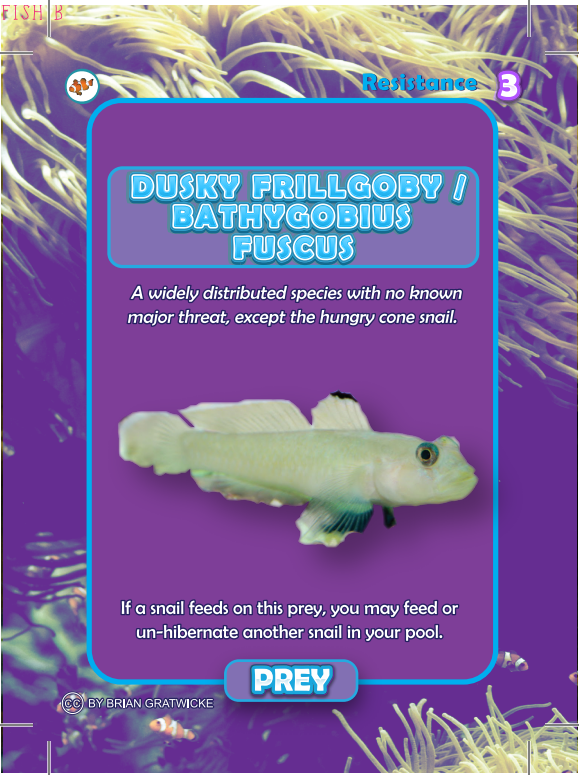 FISH B
Resistance 3
DUSKY FRILLGOBY /
BATHYGOBIUS
FUSCUS
A widely distributed species with no known
major threat, except the hungry cone snail.
If a snail feeds on this prey, you may feed or
un-hibernate another snail in your pool.
PREY
cc BY BRIAN GRATWICKE